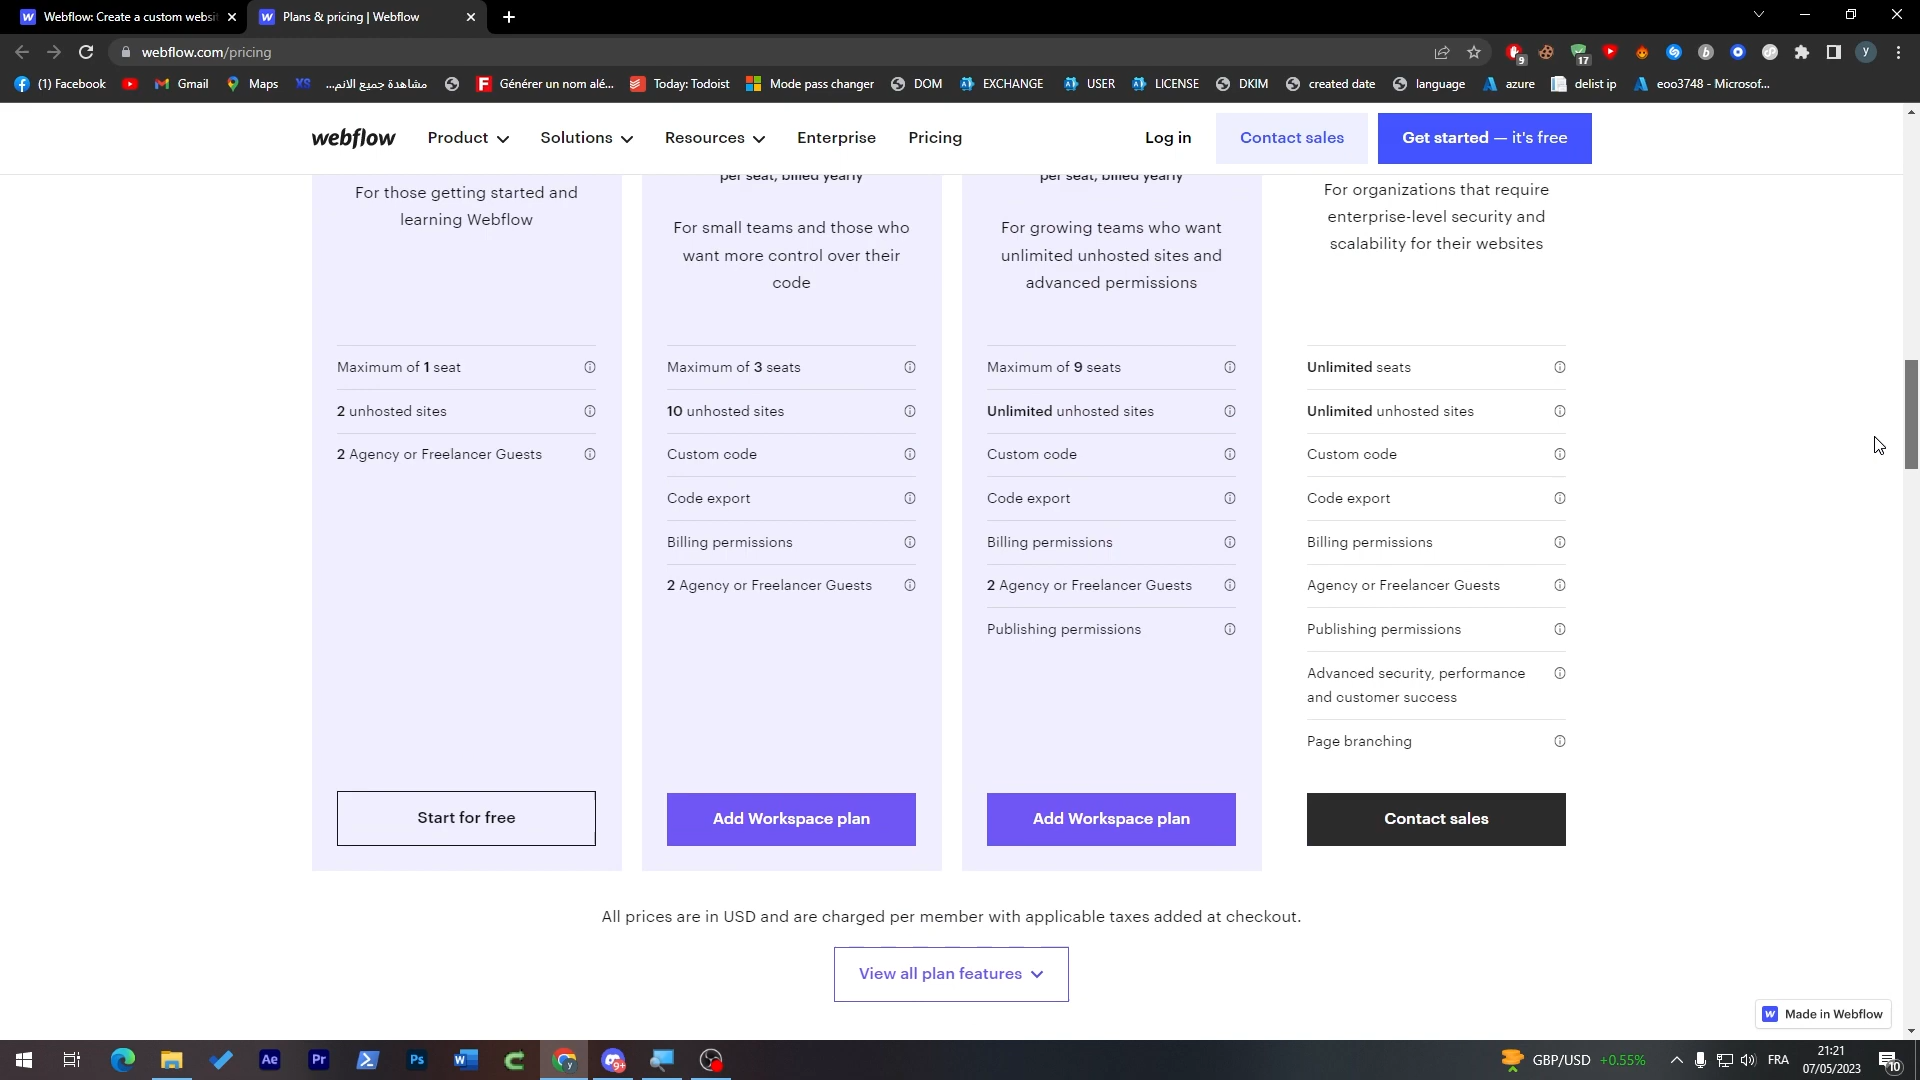 Webflow: Create a custom websi
Plans & pricing | Webflow
webflow.com/pricing
9
17
y
(1) Facebook
Gmail
Maps
XS
مشاهدة جميع الانم...
Générer un nom alé...
Today: Todoist
Mode pass changer
DOM
EXCHANGE
USER
LICENSE
DKIM
created date
language
azure
delist ip
eoo3748 - Microsof...
webflow
Product
Solutions
Resources
Enterprise
Pricing
Log in
Contact sales
Get started — it's free
For those getting started and
learning Webflow
Maximum of 1 seat
2 unhosted sites
2 Agency or Freelancer Guests
Start for free
per seat, billed yearly
For small teams and those who
want more control over their
code
Maximum of 3 seats
10 unhosted sites
Custom code
Code export
Billing permissions
2 Agency or Freelancer Guests
Add Workspace plan
per seat, billed yearly
For growing teams who want
unlimited unhosted sites and
advanced permissions
Maximum of 9 seats
Unlimited unhosted sites
Custom code
Code export
Billing permissions
2 Agency or Freelancer Guests
Publishing permissions
Add Workspace plan
For organizations that require
enterprise-level security and
scalability for their websites
Unlimited seats
Unlimited unhosted sites
Custom code
Code export
Billing permissions
Agency or Freelancer Guests
Publishing permissions
Advanced security, performance
and customer success
Page branching
Contact sales
All prices are in USD and are charged per member with applicable taxes added at checkout.
View all plan features
Made in Webflow
Ae
Pr
Ps
9+
GBP/USD +0.55%
FRA
21:21
07/05/2023
10